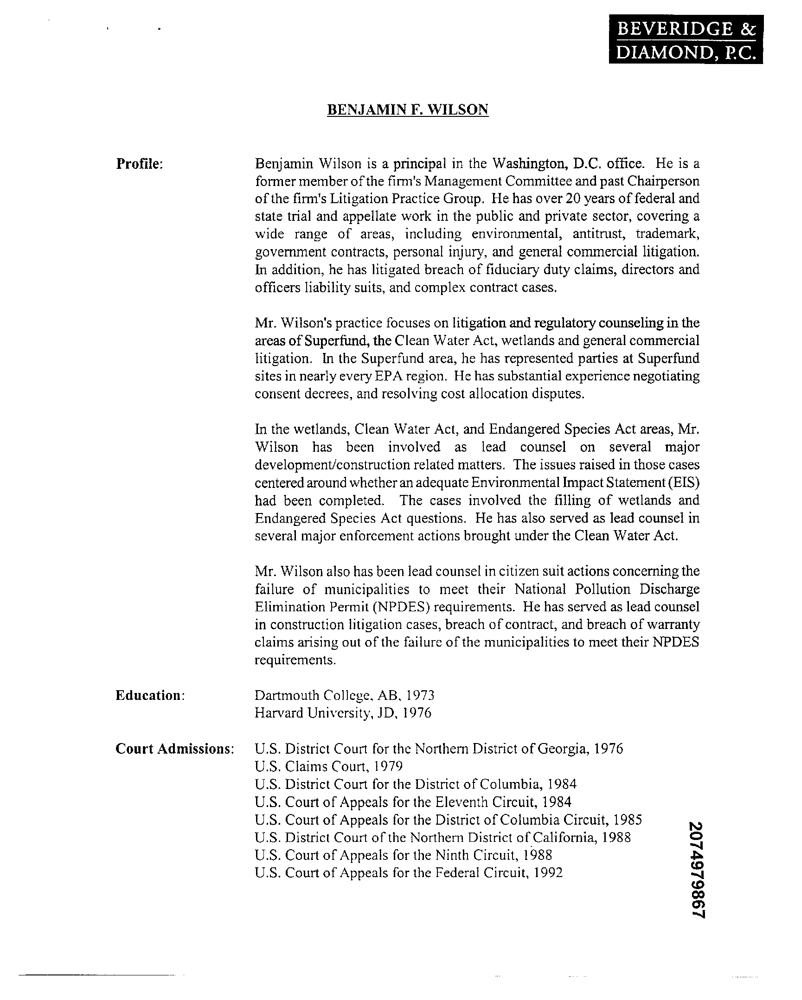 BEVERIDGE &
DIAMOND, P.C.
BENJAMIN F. WILSON
Profile:
Benjamin Wilson is a principal in the Washington, D.C. office. He is a
former member of the firm's Management Committee and past Chairperson
of the firm's Litigation Practice Group. He has over 20 years of federal and
state trial and appellate work in the public and private sector, covering a
wide range of areas, including environmental, antitrust, trademark,
government contracts, personal injury, and general commercial litigation.
In addition, he has litigated breach of fiduciary duty claims, directors and
officers liability suits, and complex contract cases.
Mr. Wilson's practice focuses on litigation and regulatory counseling in the
areas of Superfund, the Clean Water Act, wetlands and general commercial
litigation. In the Superfund area, he has represented parties at Superfund
sites in nearly every EPA region. He has substantial experience negotiating
consent decrees, and resolving cost allocation disputes.
In the wetlands, Clean Water Act, and Endangered Species Act areas, Mr.
Wilson has been involved as lead counsel on several major
development/construction related matters. The issues raised in those cases
centered around whether an adequate Environmental Impact Statement (EIS)
had been completed. The cases involved the filling of wetlands and
Endangered Species Act questions. He has also served as lead counsel in
several major enforcement actions brought under the Clean Water Act.
Mr. Wilson also has been lead counsel in citizen suit actions concerning the
failure of municipalities to meet their National Pollution Discharge
Elimination Permit (NPDES) requirements. He has served as lead counsel
in construction litigation cases, breach of contract, and breach of warranty
claims arising out of the failure of the municipalities to meet their NPDES
requirements.
Education:
Dartmouth College, AB, 1973
Harvard University, JD, 1976
Court Admissions:
U.S. District Court for the Northern District of Georgia, 1976
U.S. Claims Court, 1979
U.S. District Court for the District of Columbia, 1984
U.S. Court of Appeals for the Eleventh Circuit, 1984
U.S. Court of Appeals for the District of Columbia Circuit, 1985
U.S. District Court of the Northern District of California, 1988
U.S. Court of Appeals for the Ninth Circuit, 1988
U.S. Court of Appeals for the Federal Circuit, 1992
2074979867